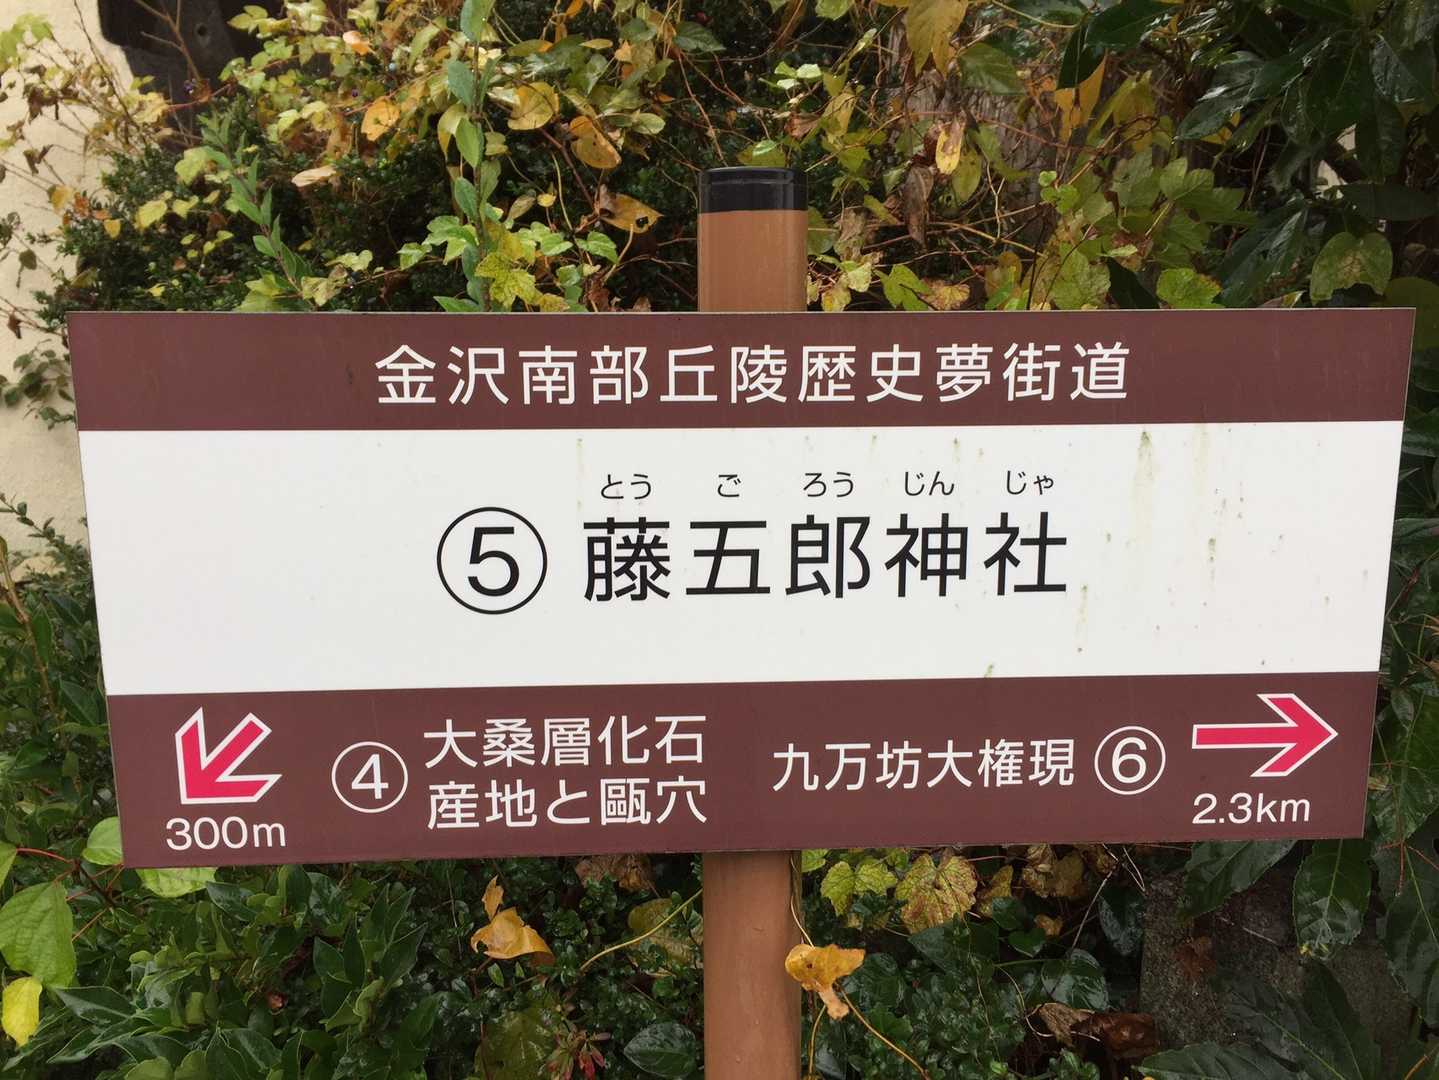 金沢南部丘陵歴史夢街道
とう ご ろう じん じゃ
⑤ 藤五郎神社
④ 大桑層化石
産地と甌穴
300m
九万坊大権現 ⑥
2.3km